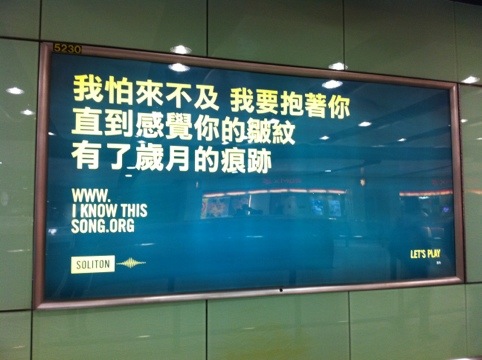 5230
我怕來不及 我要抱著你
直到感覺你的皺紋
有了歲月的痕跡
WWW.
I KNOW THIS
SONG.ORG
SOLITON
LET'S PLAY